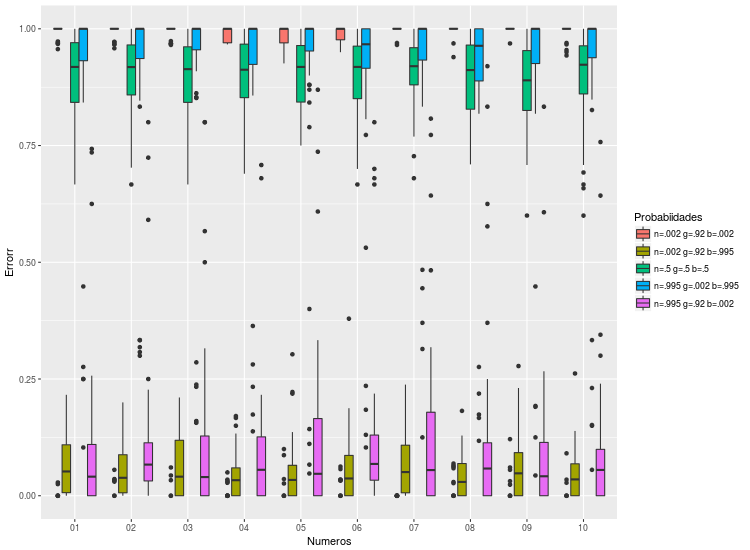 Errorr
1.00
0.75
0.50
0.25
0.00
01 02 03 04 05 06 07 08 09 10
Numeros
Probabiidades
n=.002 g=.92 b=.002
n=.002 g=.92 b=.995
n=.5 g=.5 b=.5
n=.995 g=.002 b=.995
n=.995 g=.92 b=.002